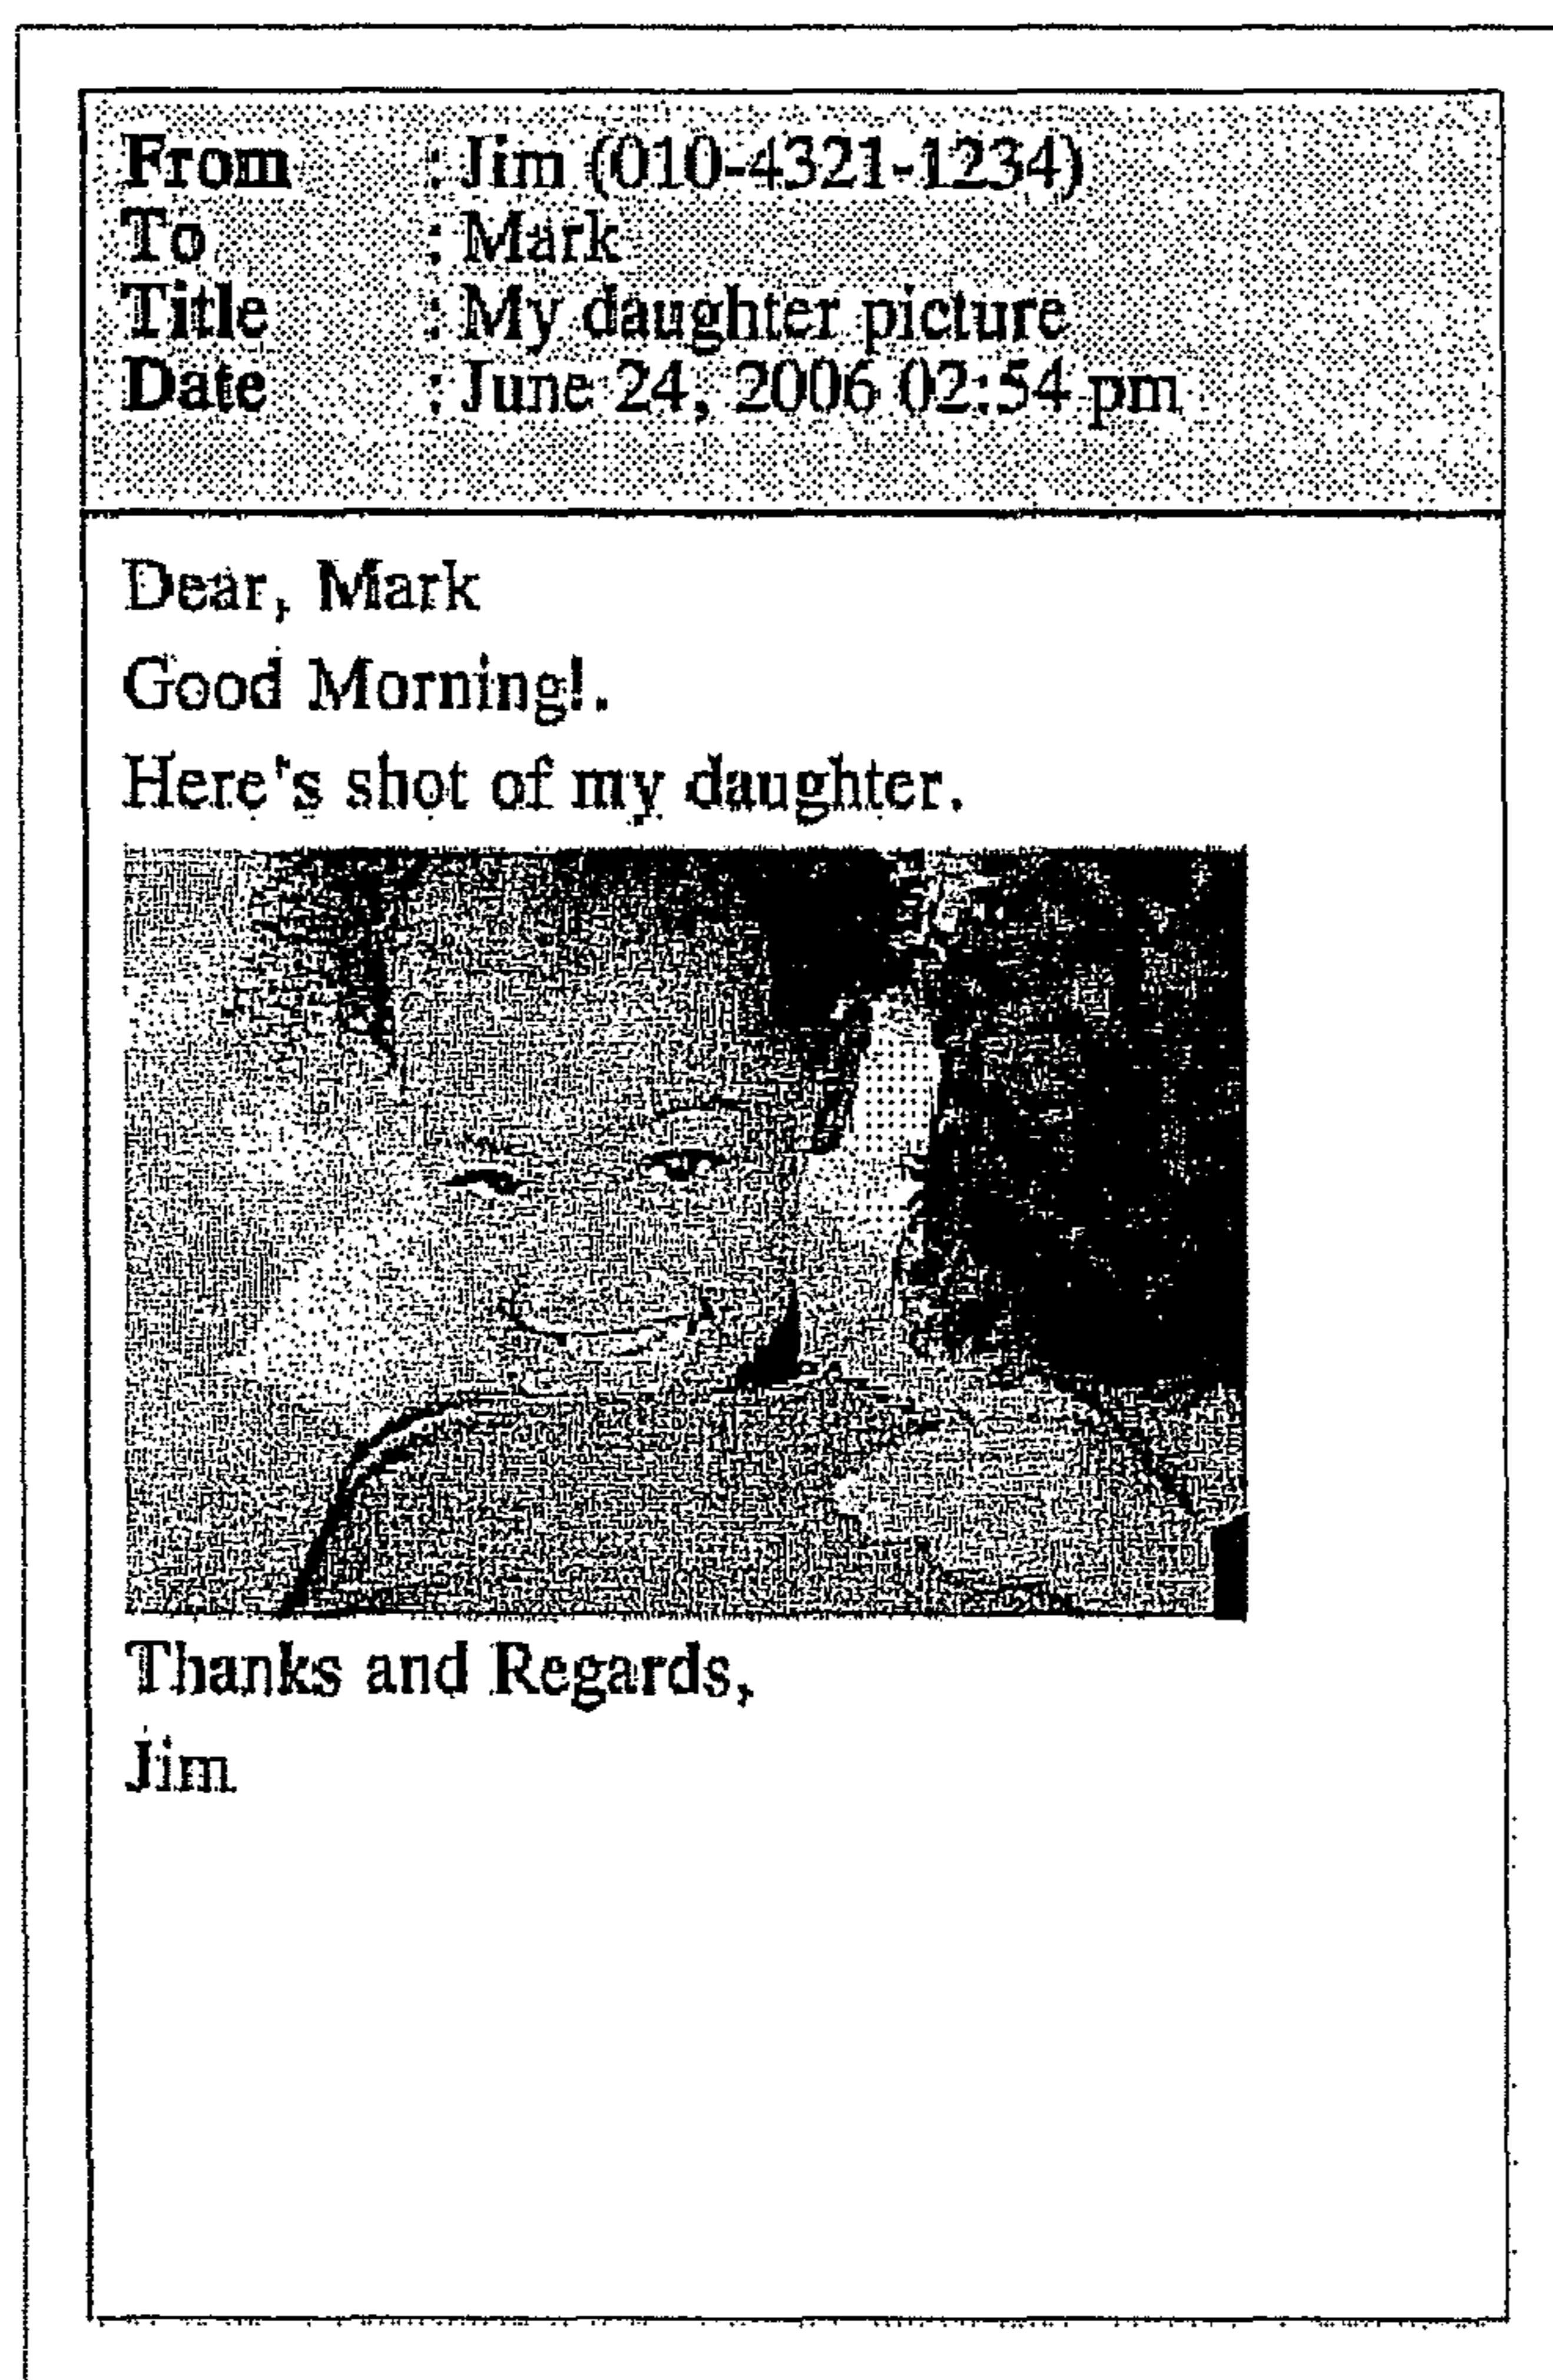 From : Jim (010-4321-1234)
To : Mark
Title : My daughter picture
Date : June 24, 2006 02:54 pm
Dear, Mark
Good Morning!.
Here's shot of my daughter.
Thanks and Regards,
Jim